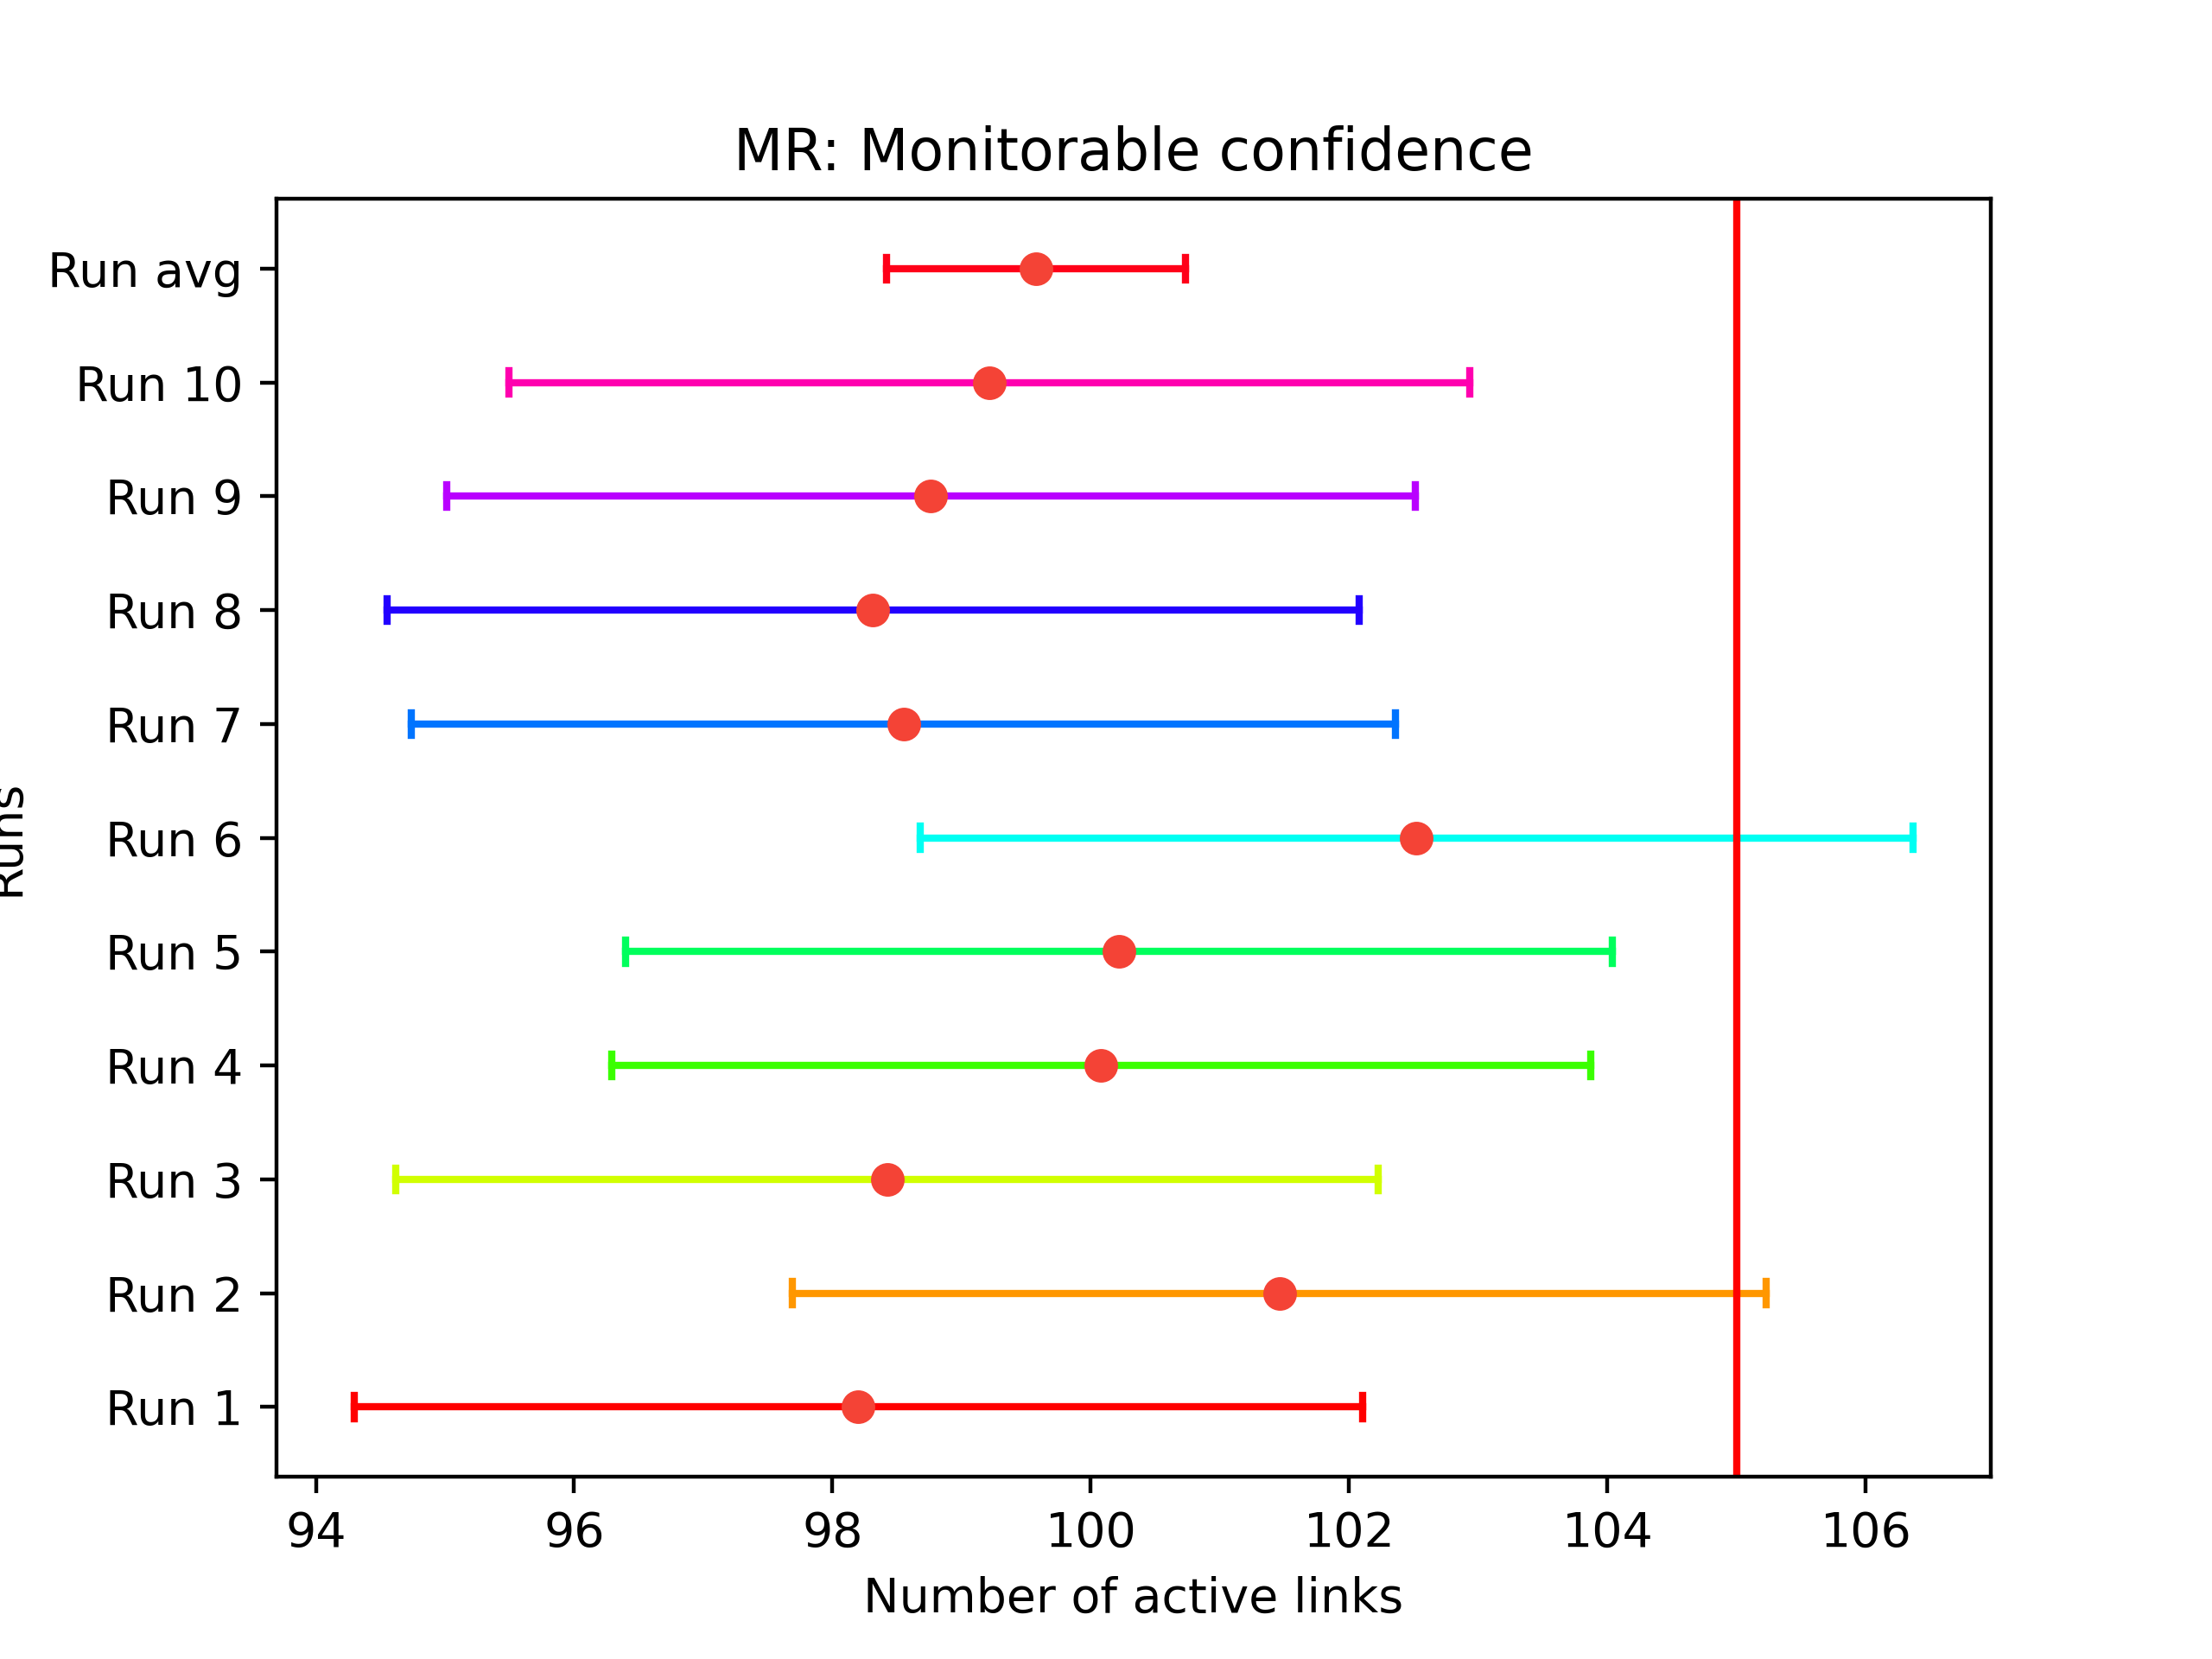 MR: Monitorable confidence
Run avg
Run 10
Run 9
Run 8
Run 7
Run 6
Run 5
Run 4
Run 3
Run 2
Run 1
Runs
94 96 98 100 102 104 106
Number of active links